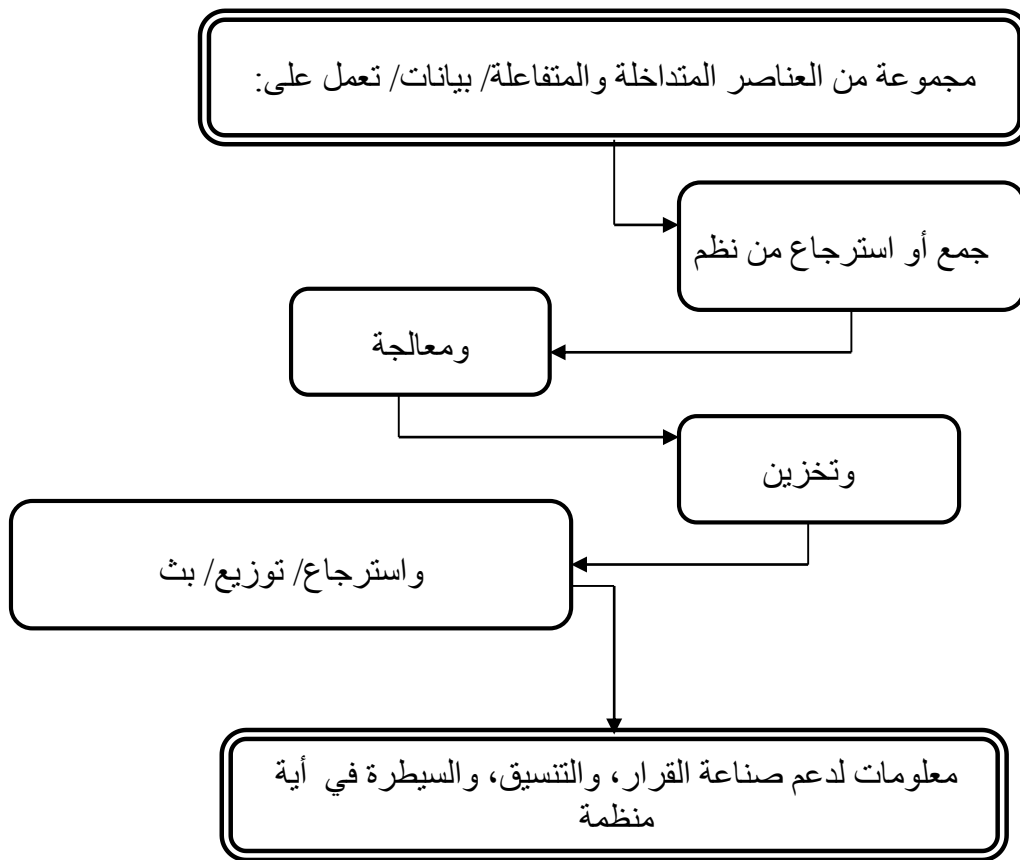 مجموعة من العناصر المتداخلة والمتفاعلة/ بيانات/ تعمل على:
جمع أو استرجاع من نظم
ومعالجة
وتخزين
واسترجاع/ توزيع/ بث
معلومات لدعم صناعة القرار، والتنسيق، والسيطرة في أية
منظمة